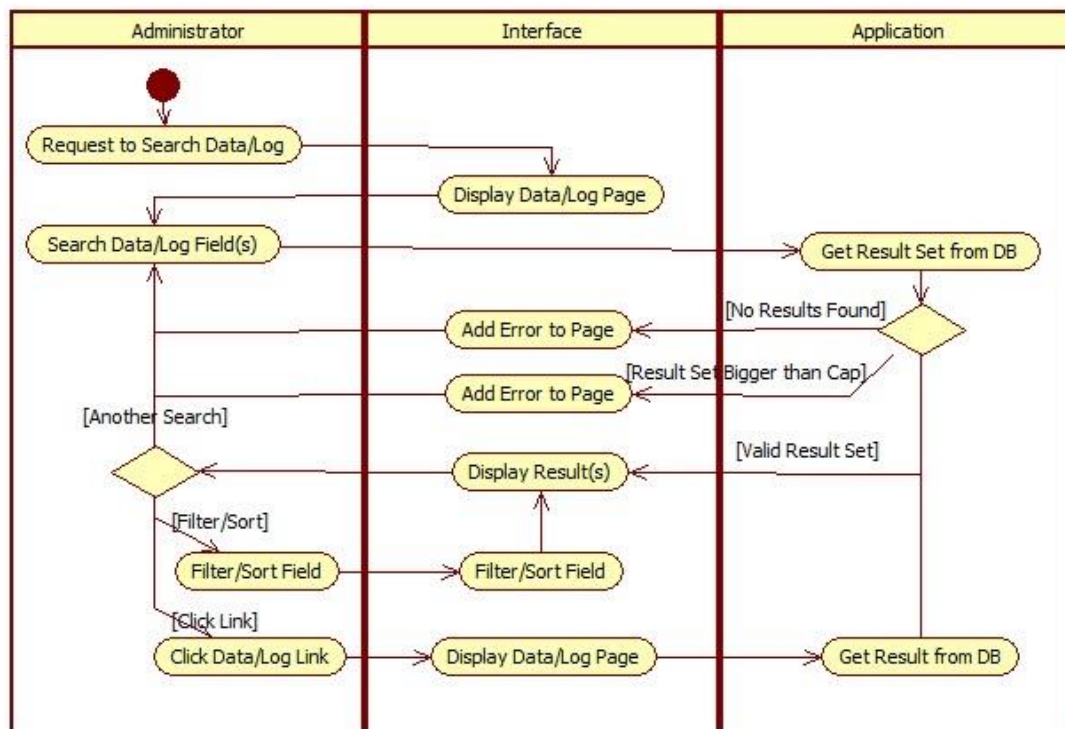 Administrator
Interface
Application
Request to Search Data/Log
Display Data/Log Page
Search Data/Log Field(s)
Get Result Set from DB
[No Results Found]
Add Error to Page
[Result Set Bigger than Cap]
Add Error to Page
[Another Search]
[Valid Result Set]
Display Result(s)
[Filter/Sort]
Filter/Sort Field
Filter/Sort Field
[Click Link]
Click Data/Log Link
Display Data/Log Page
Get Result from DB